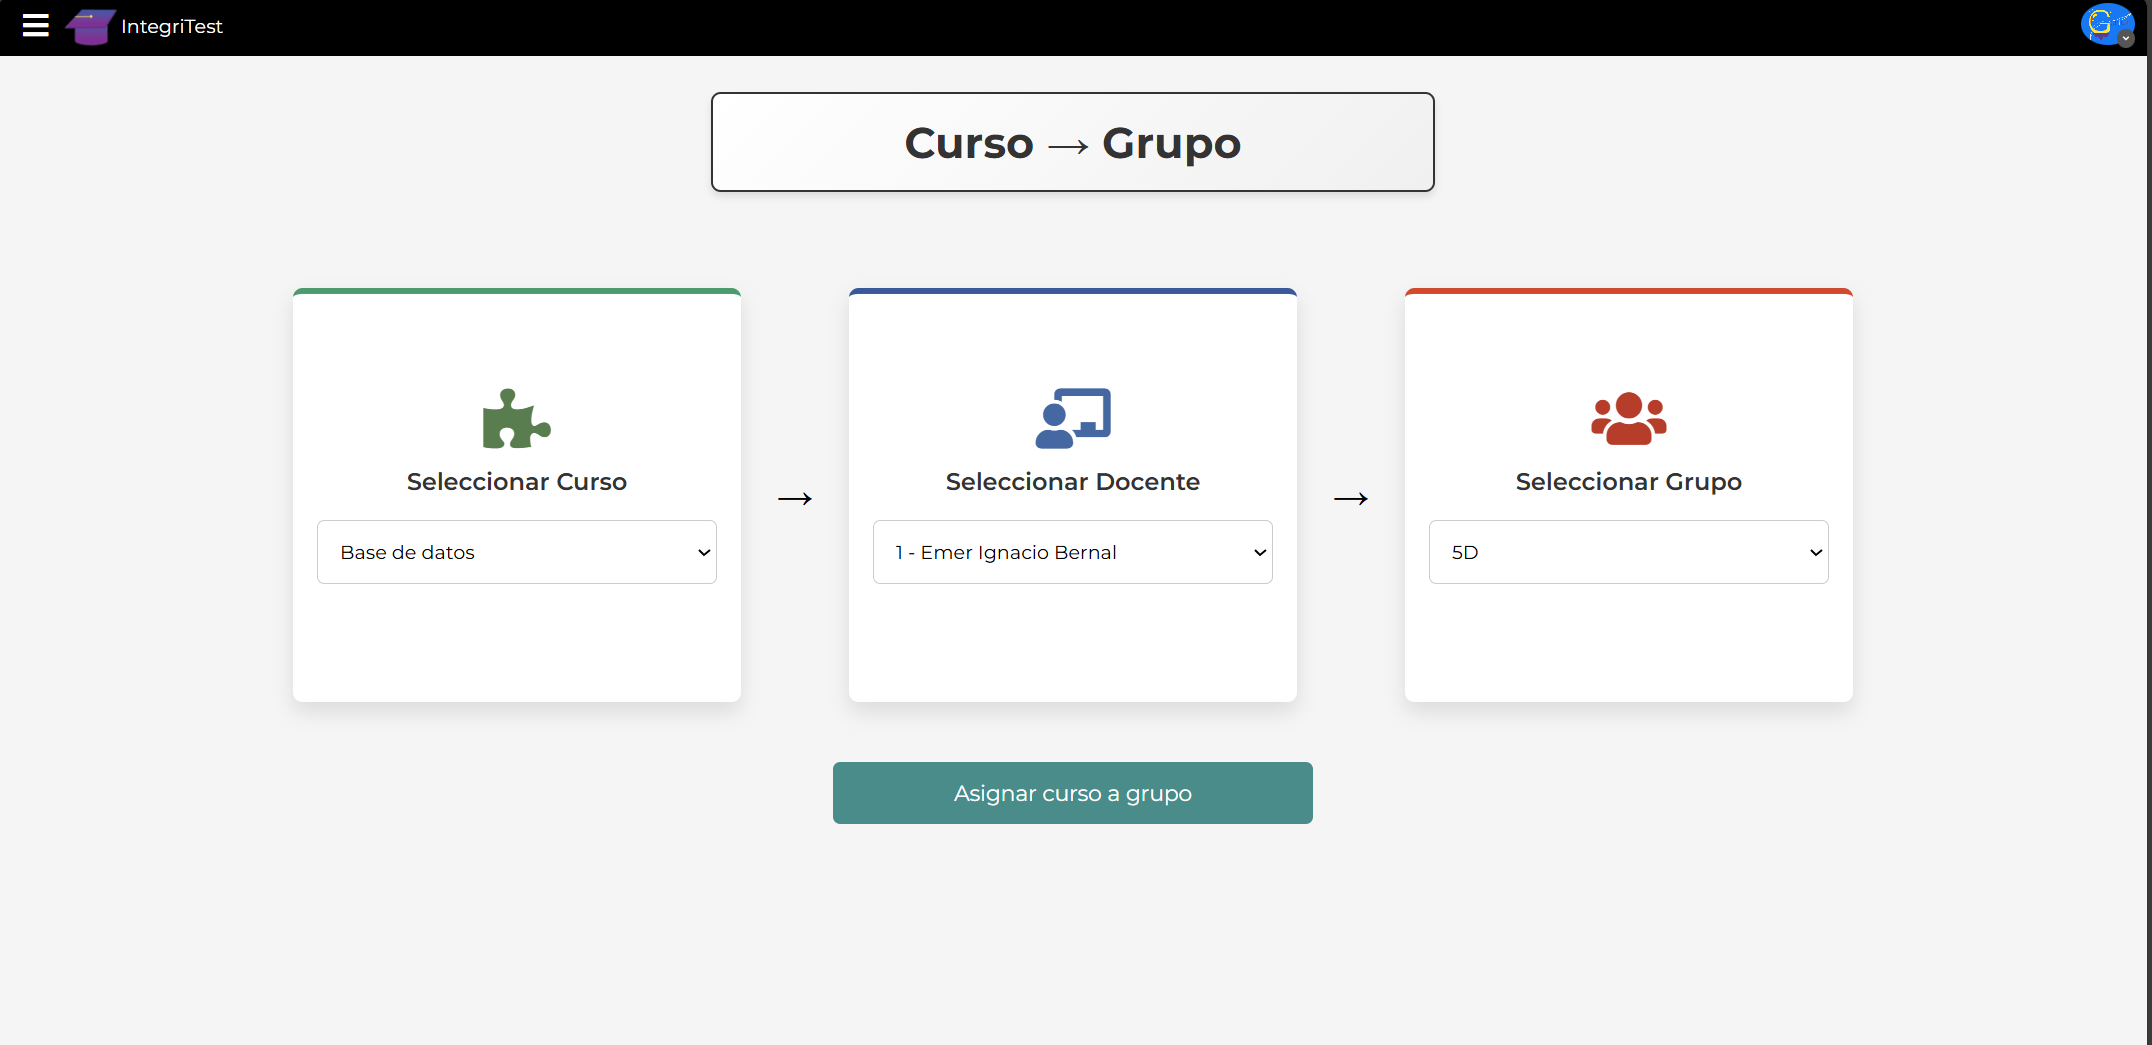 IntegriTest
Curso → Grupo
Seleccionar Curso
Base de datos
→
Seleccionar Docente
1 - Emer Ignacio Bernal
→
Seleccionar Grupo
5D
Asignar curso a grupo